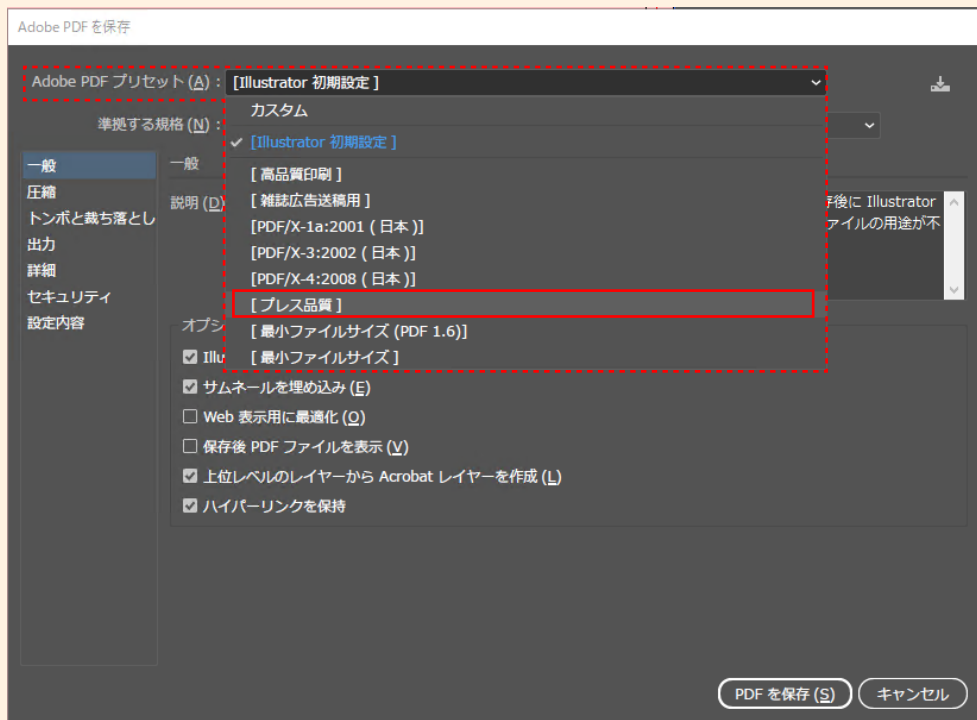 Adobe PDF を保存
Adobe PDF プリセット (A) : [Illustrator 初期設定 ]
カスタム
準拠する規格 (N) :
✓ [Illustrator 初期設定 ]
一般
一般
[ 高品質印刷 ]
圧縮
説明 (D)
[ 雑誌広告送稿用 ]
存後に Illustrator
トンボと裁ち落とし
[PDF/X-1a:2001 ( 日本 )]
ァイルの用途が不
出力
[PDF/X-3:2002 ( 日本 )]
詳細
[PDF/X-4:2008 ( 日本 )]
セキュリティ
[ プレス品質 ]
設定内容
オプシ
[ 最小ファイルサイズ (PDF 1.6)]
Illu
[ 最小ファイルサイズ ]
サムネールを埋め込み (E)
Web 表示用に最適化 (O)
保存後 PDF ファイルを表示 (V)
上位レベルのレイヤーから Acrobat レイヤーを作成 (L)
ハイパーリンクを保持
PDF を保存 (S)
キャンセル